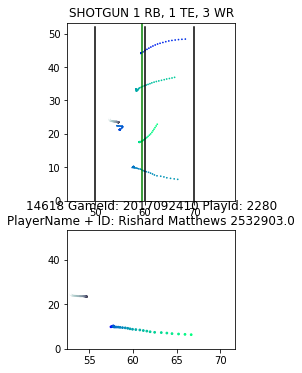 SHOTGUN 1 RB, 1 TE, 3 WR
50
40
30
20
10
0
50 60 70
14618 GameId: 2017092410 PlayId: 2280
PlayerName + ID: Rishard Matthews 2532903.0
40
20
0
55 60 65 70